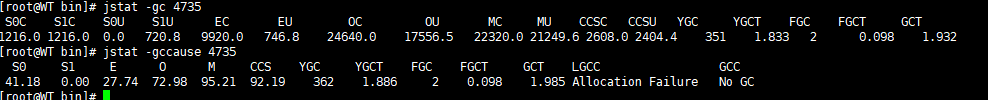 [root@WT bin]# jstat -gc 4735
S0C S1C S0U S1U EC EU OC OU MC MU CCSC CCSU YGC YGCT FGC FGCT GCT
1216.0 1216.0 0.0 720.8 9920.0 746.8 24640.0 17556.5 22320.0 21249.6 2608.0 2404.4 351 1.833 2 0.098 1.932
[root@WT bin]# jstat -gccause 4735
S0 S1 E O M CCS YGC YGCT FGC FGCT GCT LGCC GCC
41.18 0.00 27.74 72.98 95.21 92.19 362 1.886 2 0.098 1.985 Allocation Failure No GC
[root@WT bin]#